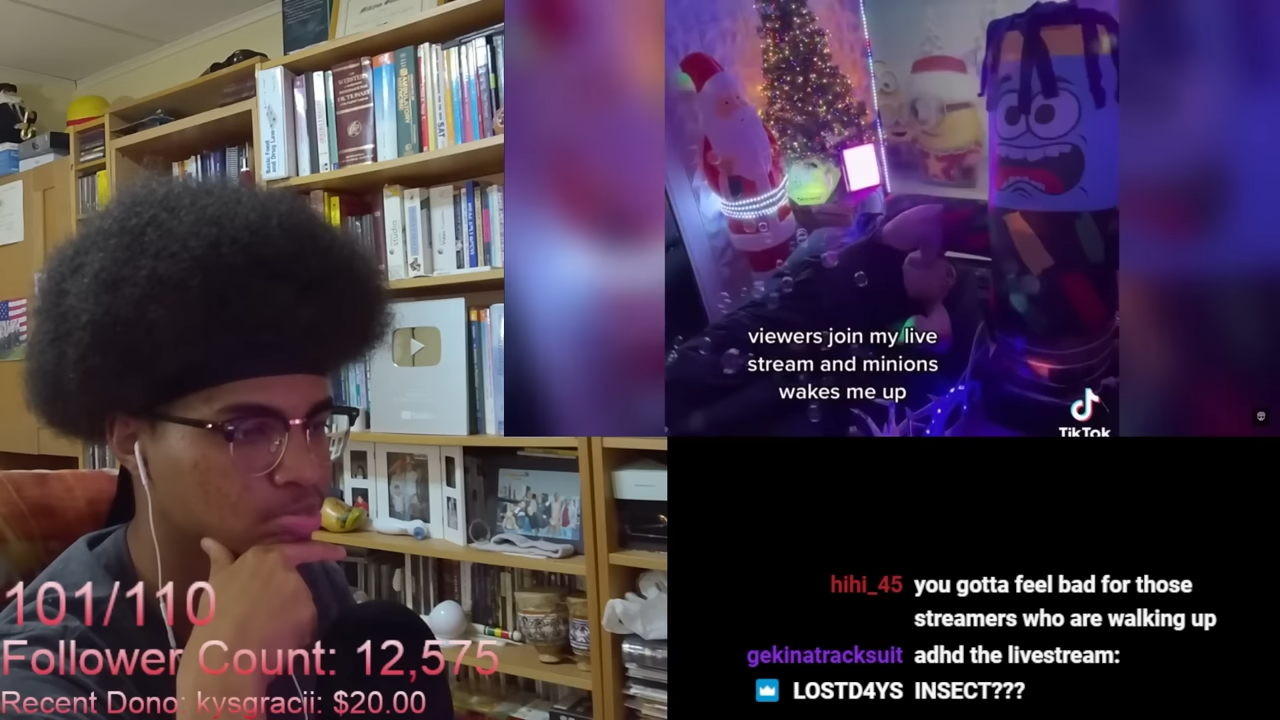 WEBSTER'S
viewers join my live
stream and minions
wakes me up
TikTok
hihi_45 you gotta feel bad for those
streamers who are walking up
gekinatracksuit adhd the livestream:
LOSTD4YS INSECT???
101/110
Follower Count: 12,575
Recent Dono: kysgracii: $20.00